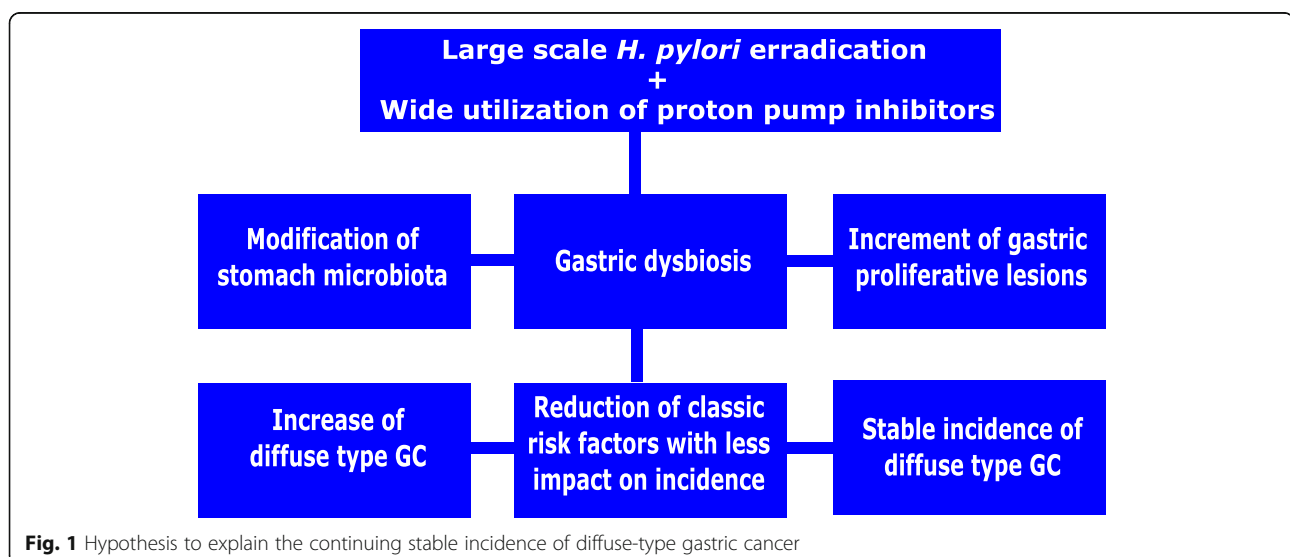 Large scale H. pylori erradication
+
Wide utilization of proton pump inhibitors
Modification of
stomach microbiota
Gastric dysbiosis
Increment of gastric
proliferative lesions
Increase of
diffuse type GC
Reduction of classic
risk factors with less
impact on incidence
Stable incidence of
diffuse type GC
Fig. 1 Hypothesis to explain the continuing stable incidence of diffuse-type gastric cancer